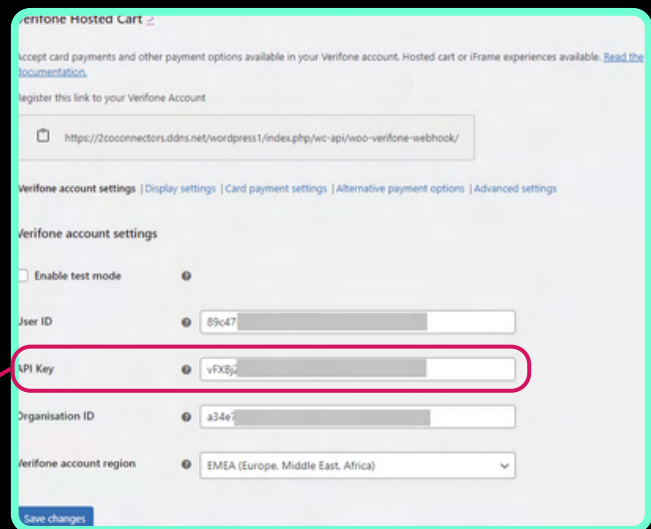 Verifone Hosted Cart
Accept card payments and other payment options available in your Verifone account. Hosted cart or iFrame experiences available. Read the
documentation.
Register this link to your Verifone Account
https://2coconnectors.ddns.net/wordpress1/index.php/wc-api/woo-verifone-webhook/
Verifone account settings | Display settings | Card payment settings | Alternative payment options | Advanced settings
Verifone account settings
Enable test mode
User ID 89c47
API Key vFXBj
Organisation ID a34e7
Verifone account region EMEA (Europe, Middle East, Africa)
Save changes